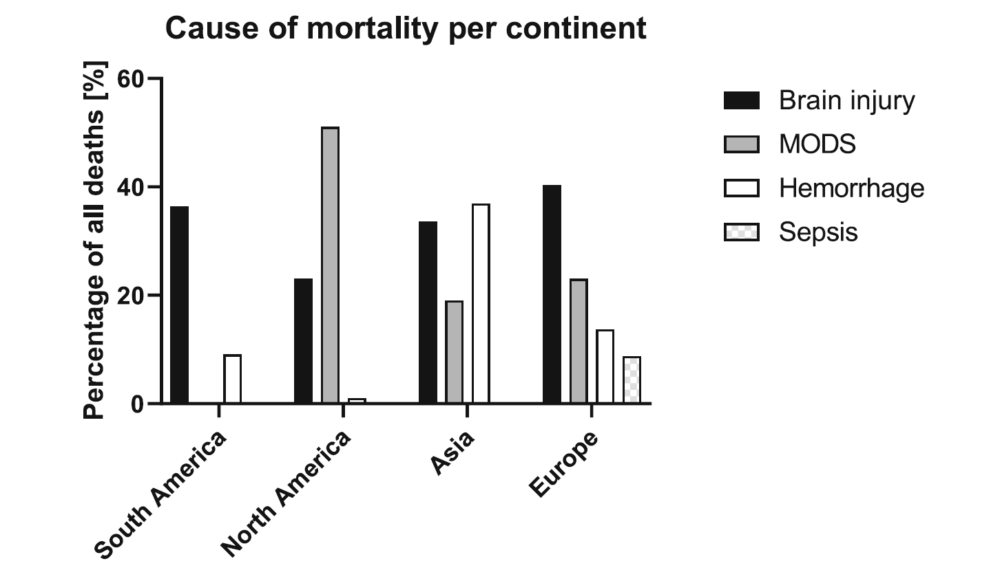 Cause of mortality per continent
Percentage of all deaths [%]
60
40
20
0
South America
North America
Asia
Europe
Brain injury
MODS
Hemorrhage
Sepsis